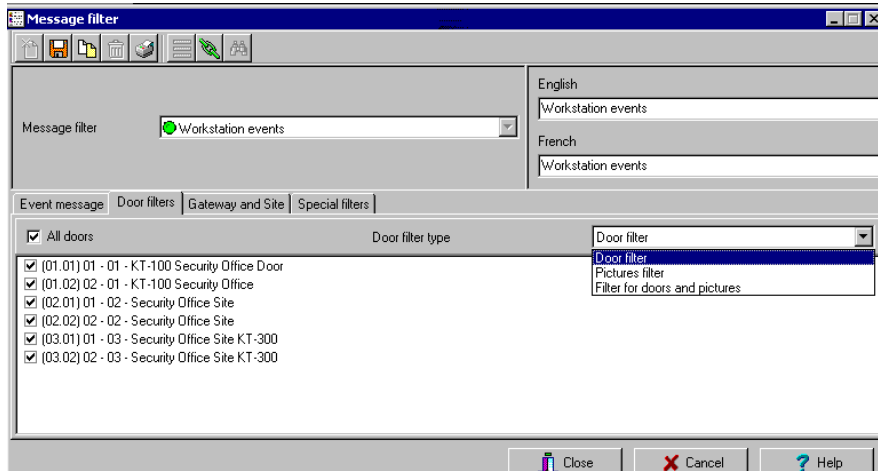 Message filter
English
Workstation events
Message filter
Workstation events
French
Workstation events
Event message
Door filters
Gateway and Site
Special filters
All doors
Door filter type
Door filter
Door filter
Pictures filter
Filter for doors and pictures
(01.01) 01 - 01 - KT-100 Security Office Door
(01.02) 02 - 01 - KT-100 Security Office
(02.01) 01 - 02 - Security Office Site
(02.02) 02 - 02 - Security Office Site
(03.01) 01 - 03 - Security Office Site KT-300
(03.02) 02 - 03 - Security Office Site KT-300
Close
Cancel
Help